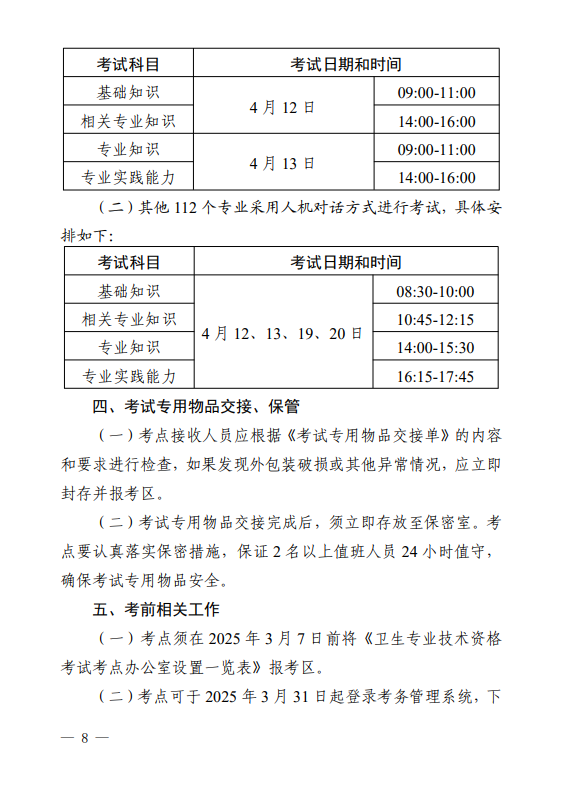 考试科目 考试日期和时间
基础知识 4 月 12 日 09:00-11:00
相关专业知识 14:00-16:00
专业知识 4 月 13 日 09:00-11:00
专业实践能力 14:00-16:00
（二）其他 112 个专业采用人机对话方式进行考试，具体安
排如下：
考试科目 考试日期和时间
基础知识 4 月 12、13、19、20 日 08:30-10:00
相关专业知识 10:45-12:15
专业知识 14:00-15:30
专业实践能力 16:15-17:45
四、考试专用物品交接、保管
（一）考点接收人员应根据《考试专用物品交接单》的内容
和要求进行检查，如果发现外包装破损或其他异常情况，应立即
封存并报考区。
（二）考试专用物品交接完成后，须立即存放至保密室。考
点要认真落实保密措施，保证 2 名以上值班人员 24 小时值守，
确保考试专用物品安全。
五、考前相关工作
（一）考点须在 2025 年 3 月 7 日前将《卫生专业技术资格
考试考点办公室设置一览表》报考区。
（二）考点可于 2025 年 3 月 31 日起登录考务管理系统，下
— 8 —